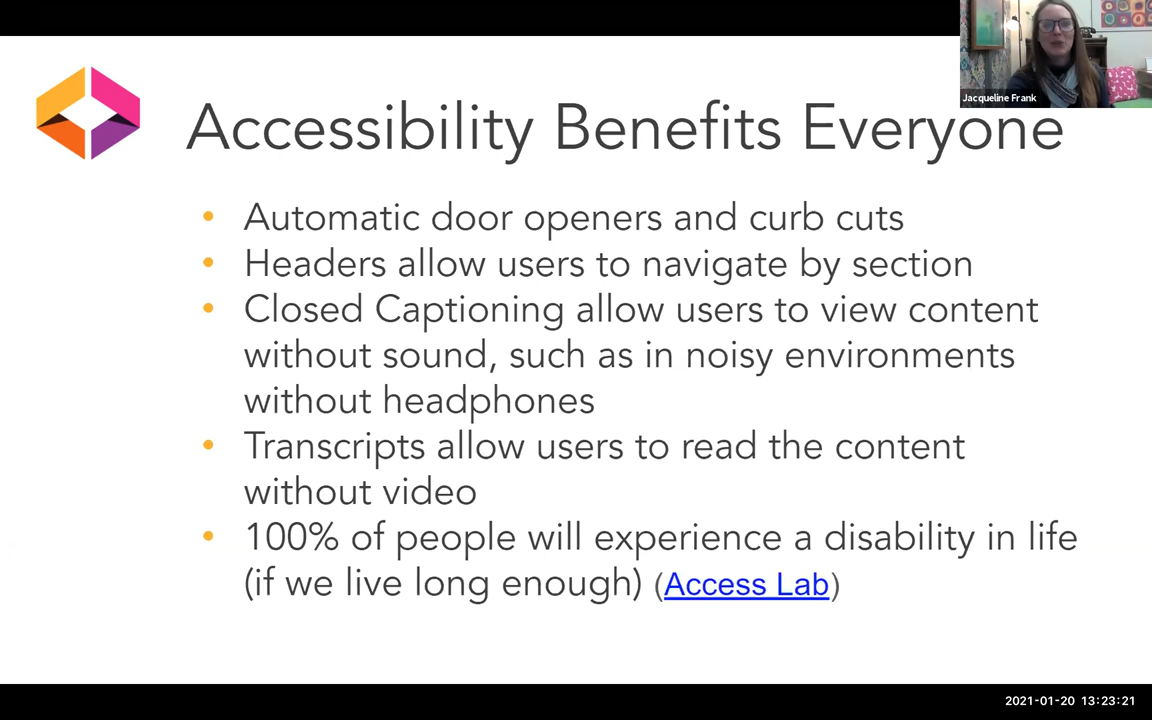 Jacqueline Frank
Accessibility Benefits Everyone
• Automatic door openers and curb cuts
• Headers allow users to navigate by section
• Closed Captioning allow users to view content
without sound, such as in noisy environments
without headphones
• Transcripts allow users to read the content
without video
• 100% of people will experience a disability in life
(if we live long enough) (Access Lab)
2021-01-20 13:23:21